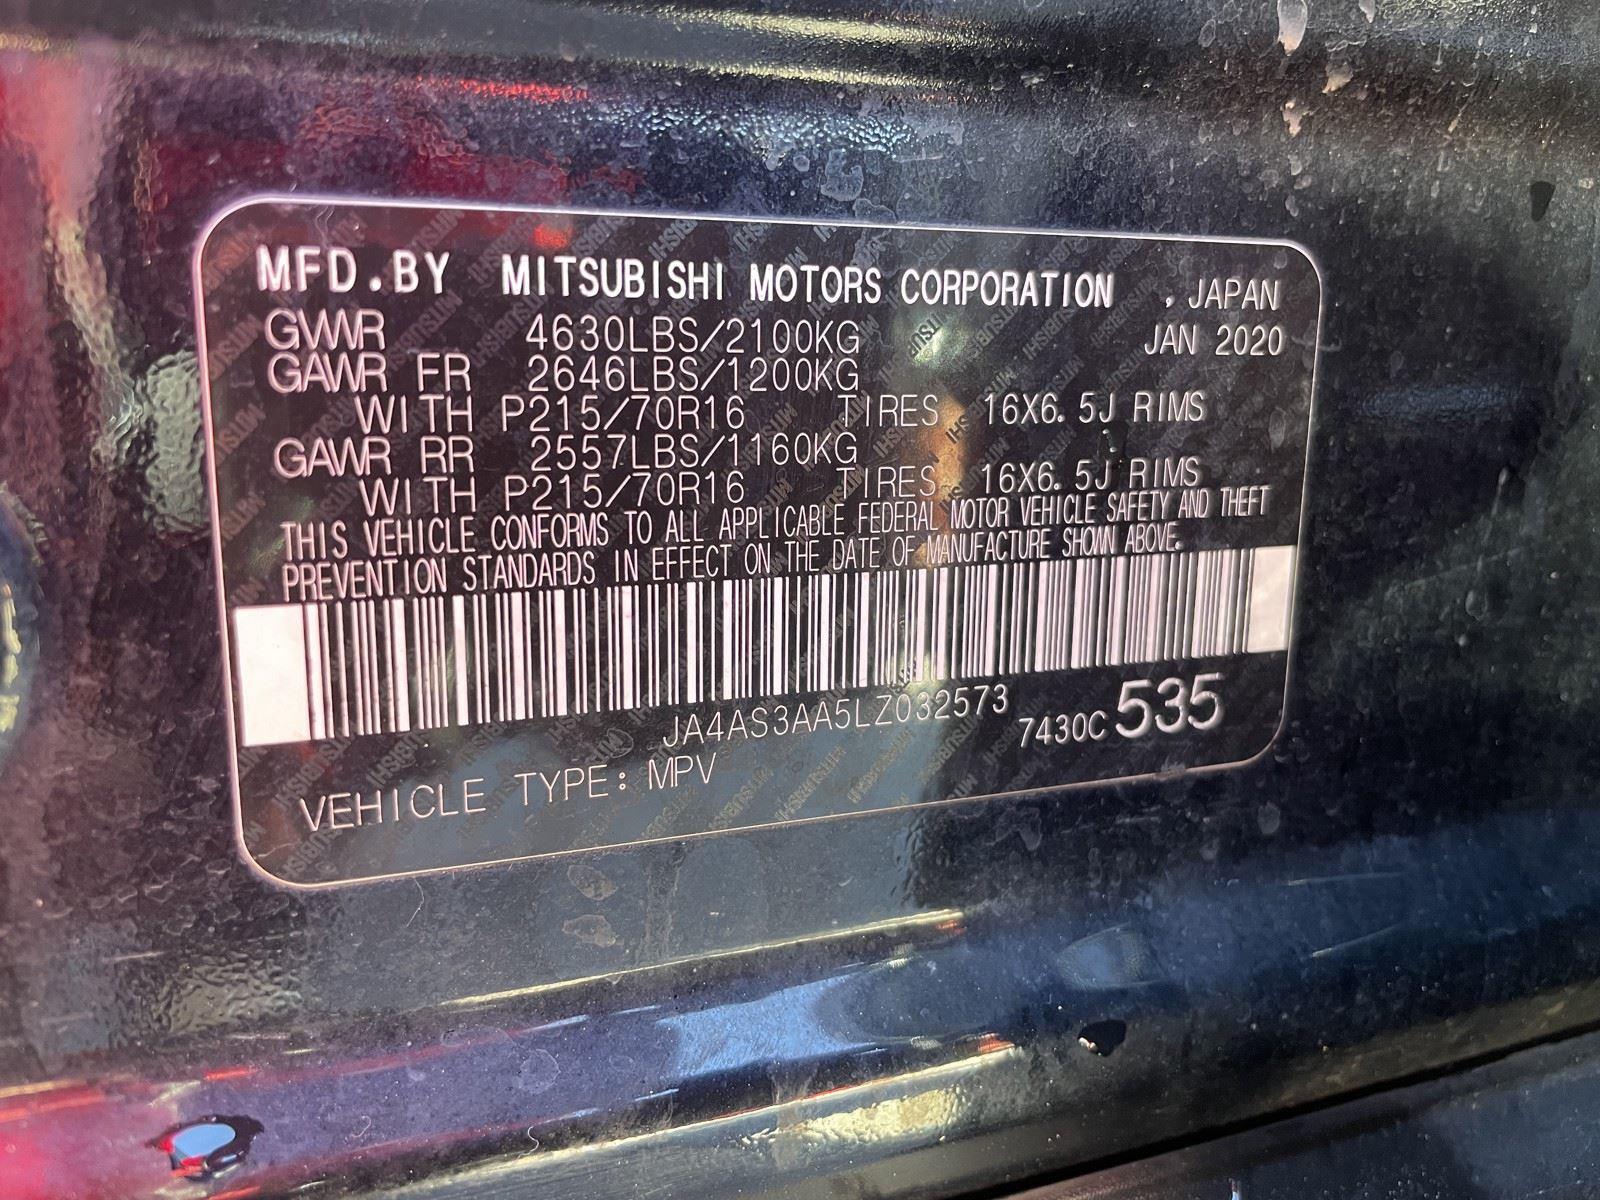 MFD.BY MITSUBISHI MOTORS CORPORATION , JAPAN
GVWR 4630LBS/2100KG JAN 2020
GAWR FR 2646LBS/1200KG
WITH P215/70R16 TIRES 16X6.5J RIMS
GAWR RR 2557LBS/1160KG
WITH P215/70R16 TIRES 16X6.5J RIMS
THIS VEHICLE CONFORMS TO ALL APPLICABLE FEDERAL MOTOR VEHICLE SAFETY AND THEFT
PREVENTION STANDARDS IN EFFECT ON THE DATE OF MANUFACTURE SHOWN ABOVE.
JA4AS3AA5LZ032573 7430C 535
VEHICLE TYPE: MPV